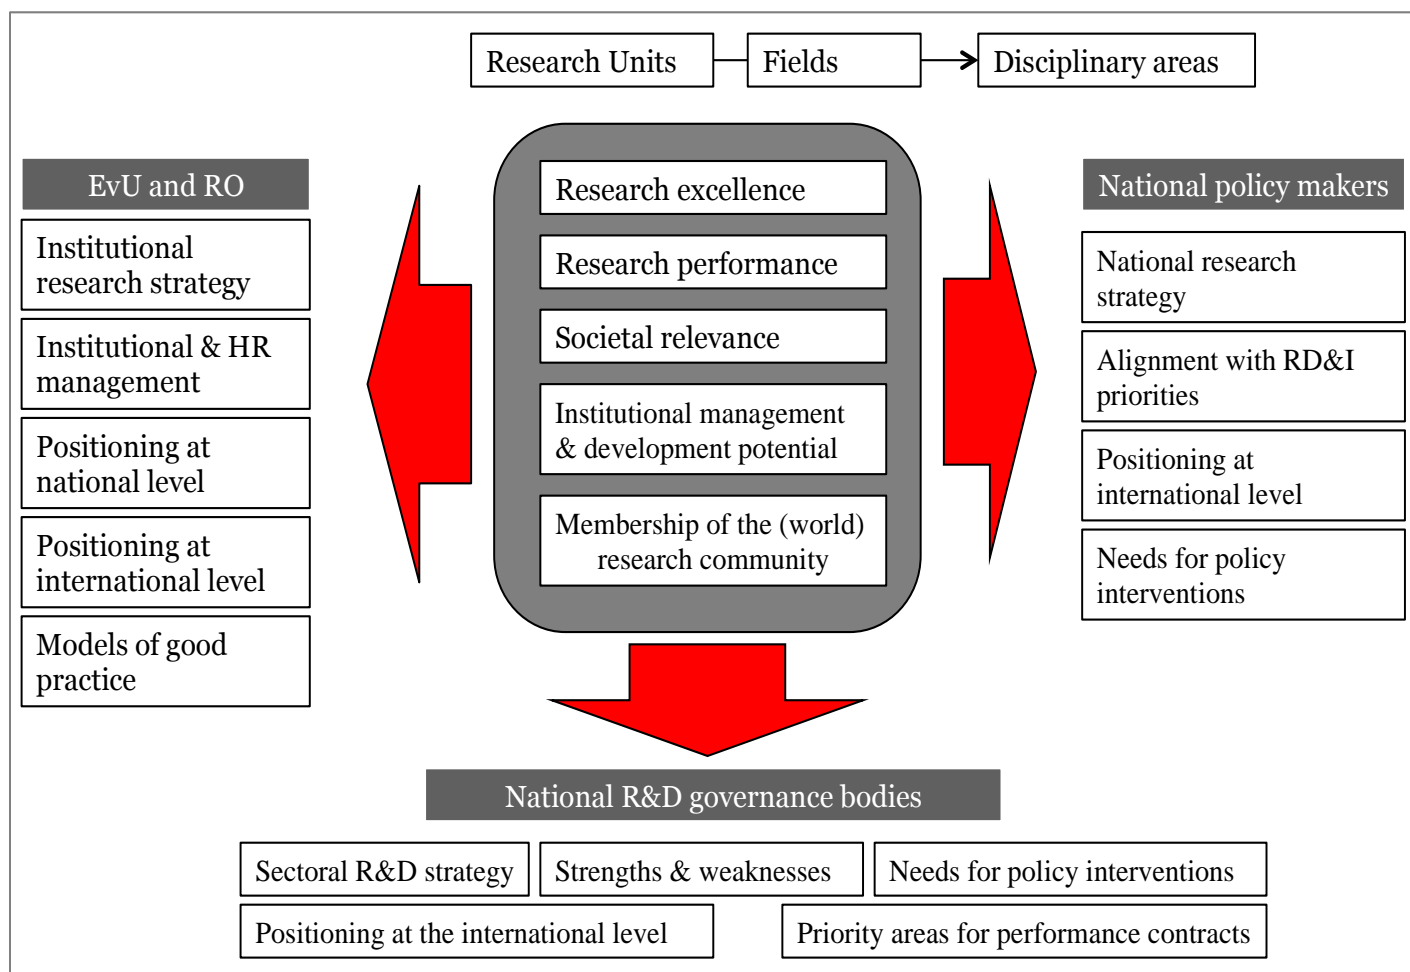 Research Units
Fields
Disciplinary areas
EvU and RO
Institutional
research strategy
Institutional & HR
management
Positioning at
national level
Positioning at
international level
Models of good
practice
Research excellence
Research performance
Societal relevance
Institutional management
& development potential
Membership of the (world)
research community
National policy makers
National research
strategy
Alignment with RD&I
priorities
Positioning at
international level
Needs for policy
interventions
National R&D governance bodies
Sectoral R&D strategy
Strengths & weaknesses
Needs for policy interventions
Positioning at the international level
Priority areas for performance contracts